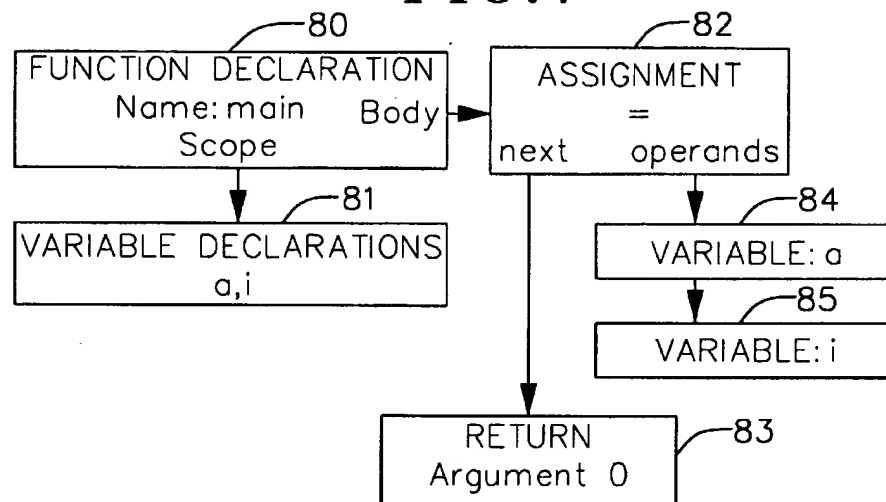 80
FUNCTION DECLARATION
Name: main Body
Scope
82
ASSIGNMENT
=
next operands
81
VARIABLE DECLARATIONS
a,i
84
VARIABLE: a
85
VARIABLE: i
83
RETURN
Argument 0